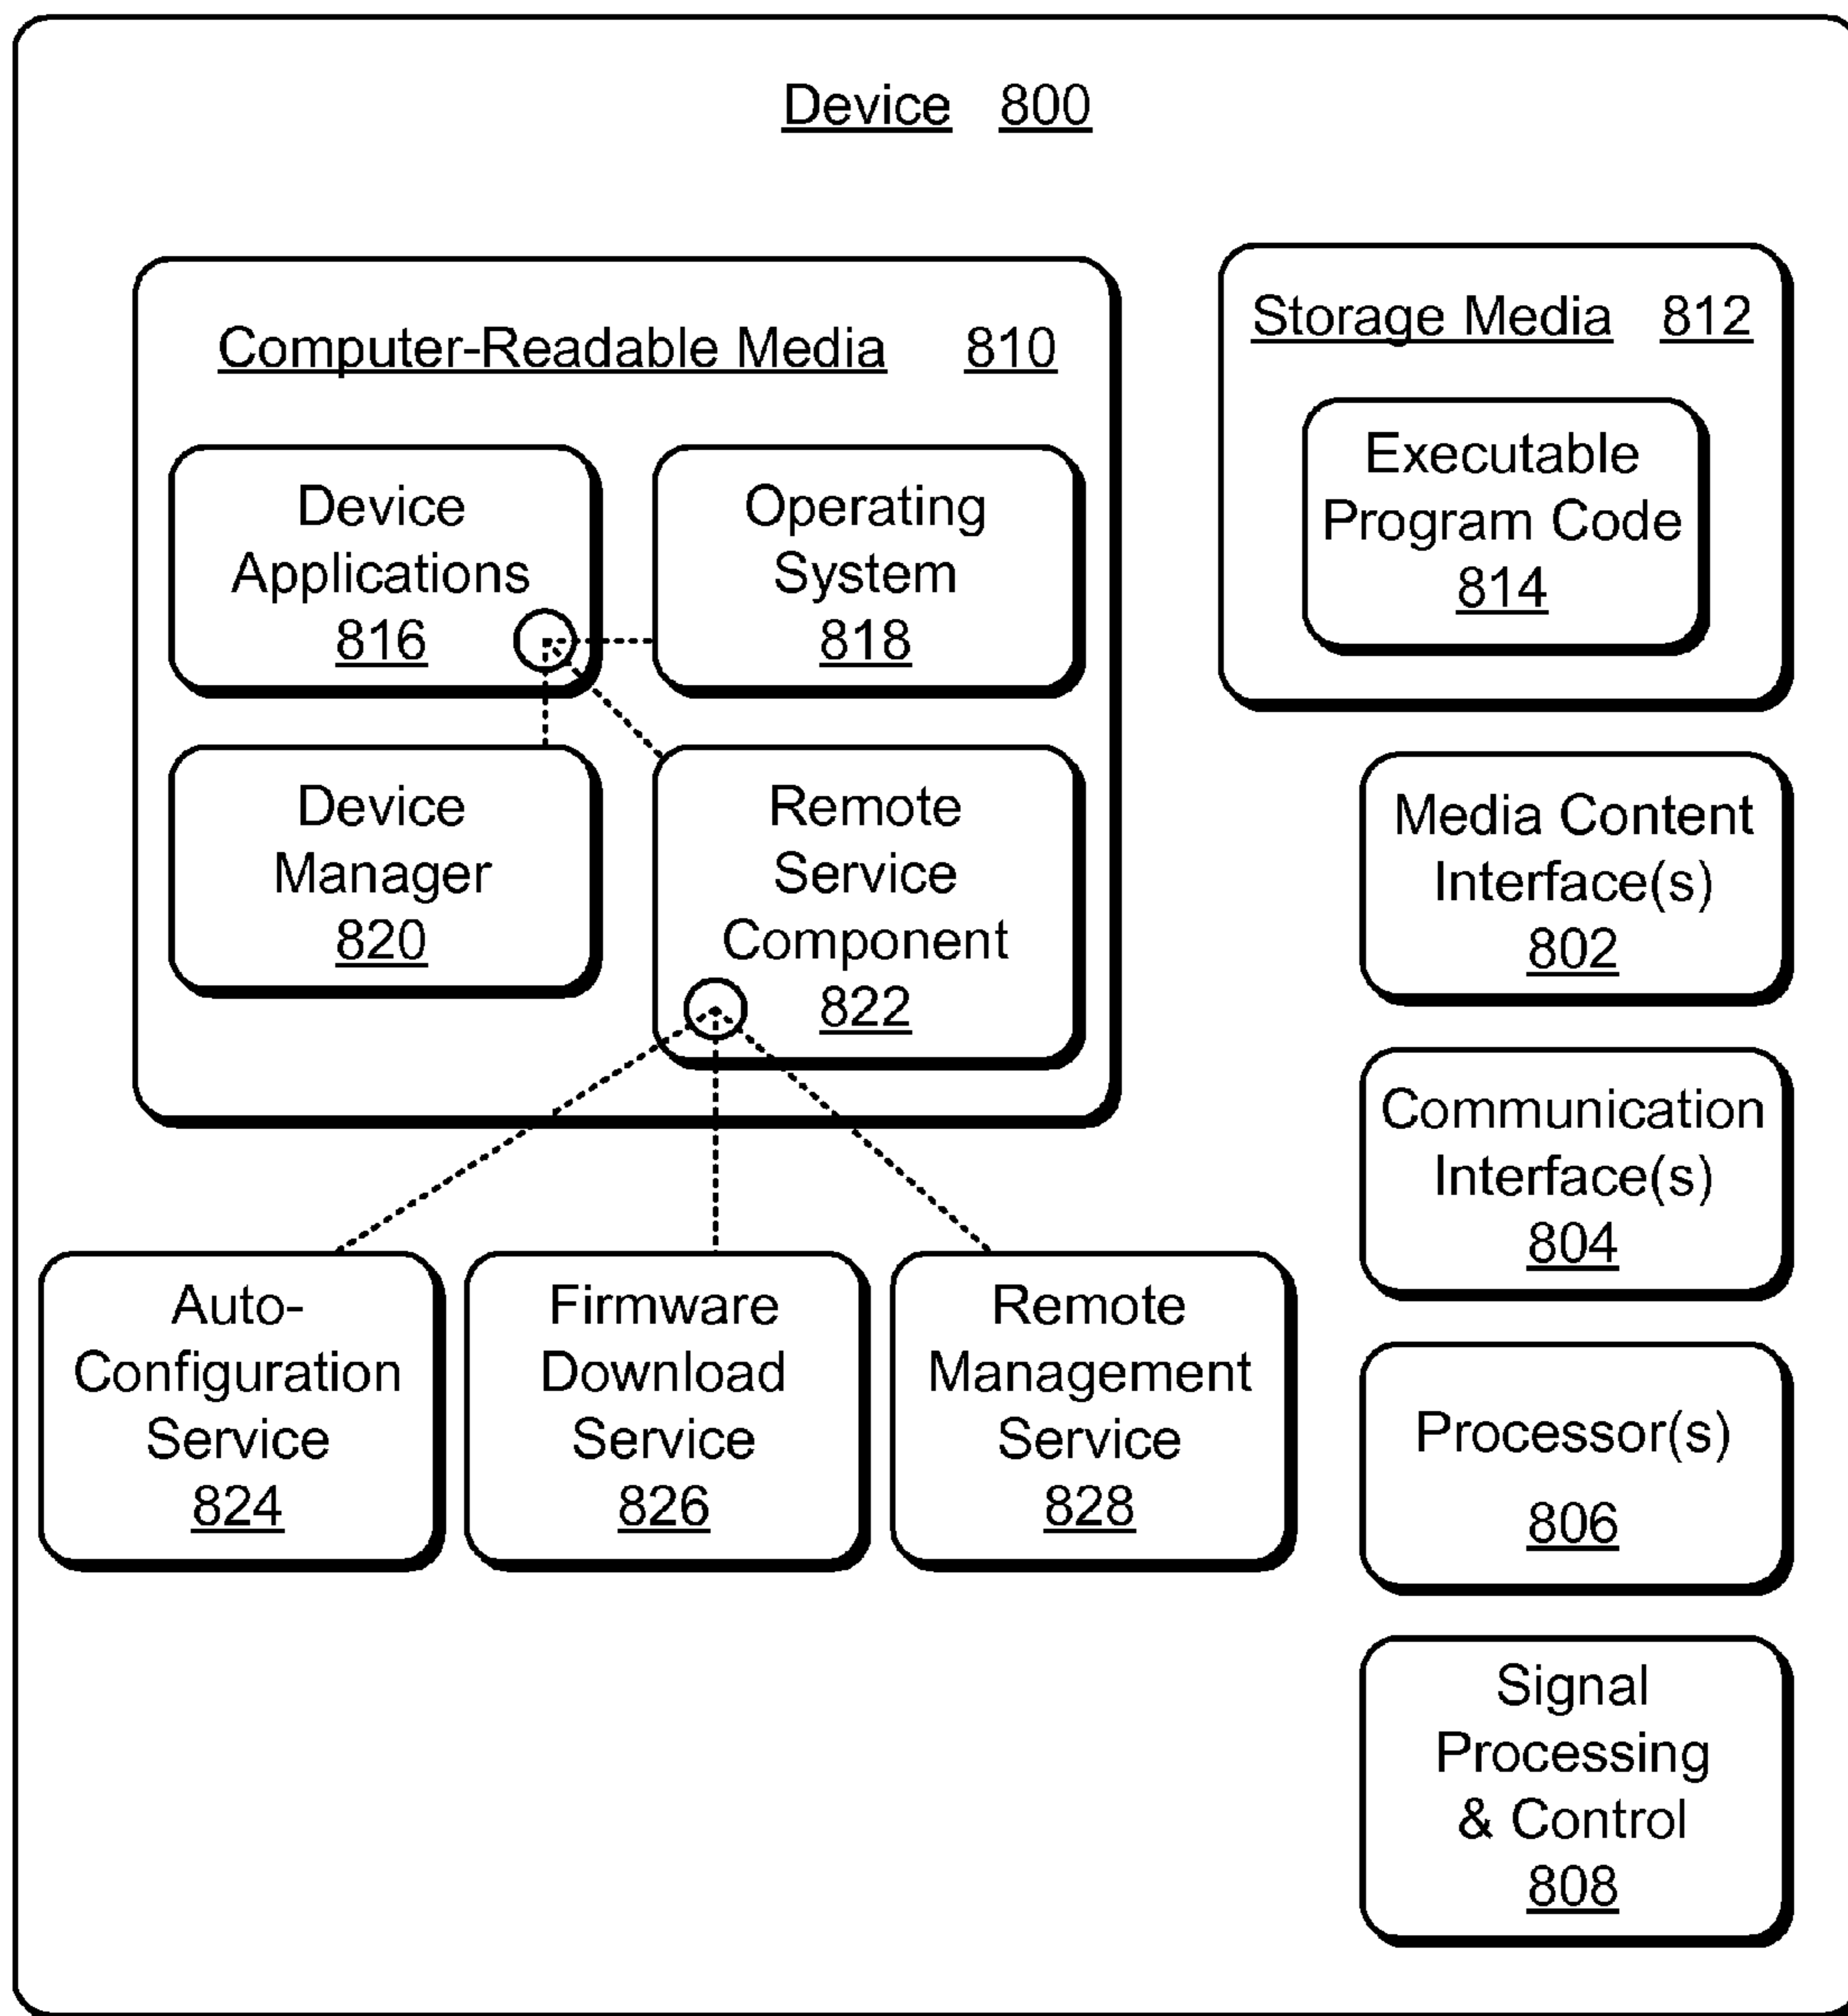 Device 800
Computer-Readable Media 810
Device
Applications
816
Operating
System
818
Device
Manager
820
Remote
Service
Component
822
Auto-
Configuration
Service
824
Firmware
Download
Service
826
Remote
Management
Service
828
Storage Media 812
Executable
Program Code
814
Media Content
Interface(s)
802
Communication
Interface(s)
804
Processor(s)
806
Signal
Processing
& Control
808